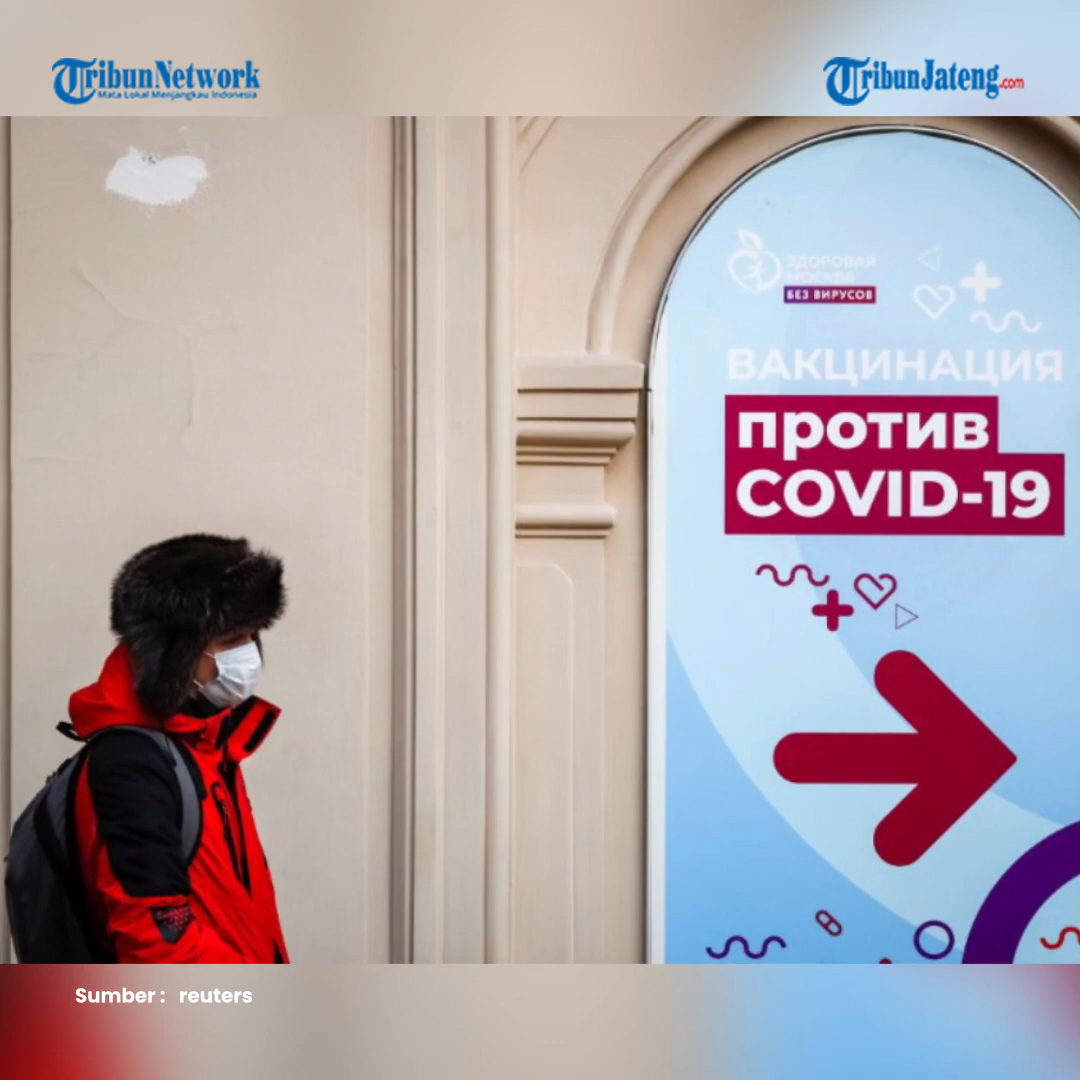 TribunNetwork
Mata Lokal Menjangkau Indonesia
TribunJateng.com
ЗДОРОВАЯ
МОСКВА
БЕЗ ВИРУСОВ
ВАКЦИНАЦИЯ
против
COVID-19
Sumber : reuters